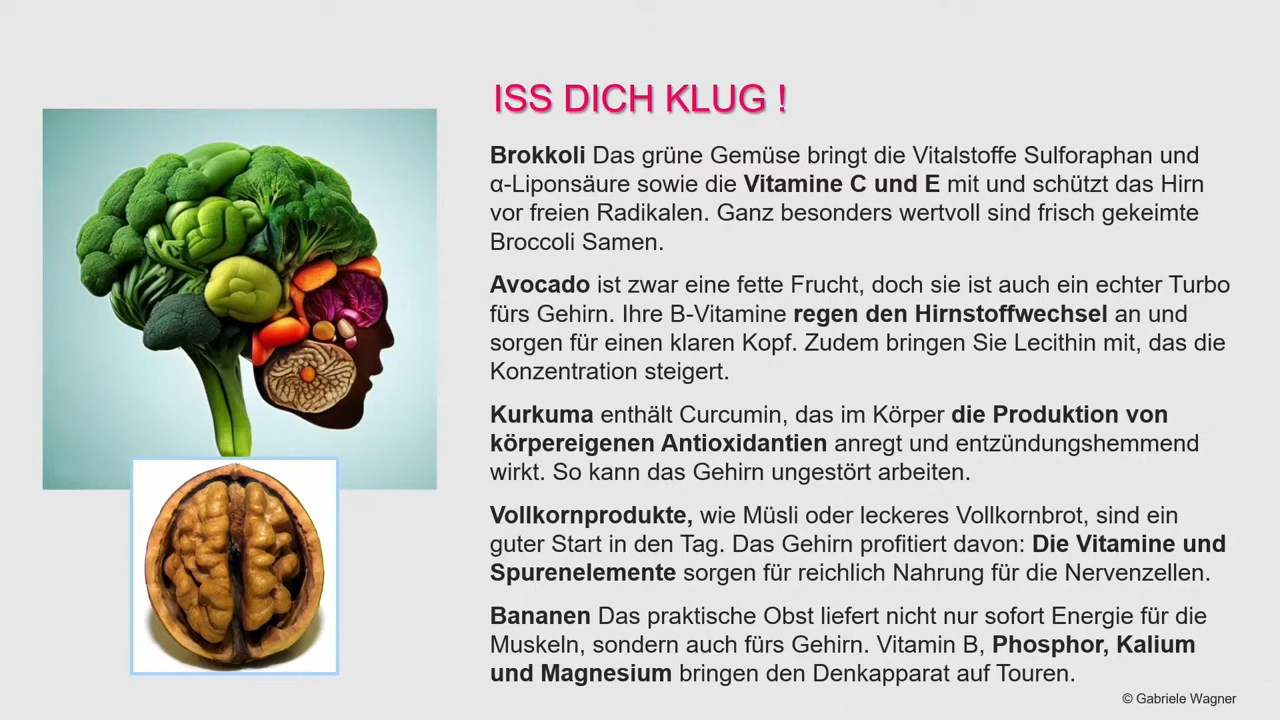 ISS DICH KLUG !
Brokkoli Das grüne Gemüse bringt die Vitalstoffe Sulforaphan und
α-Liponsäure sowie die Vitamine C und E mit und schützt das Hirn
vor freien Radikalen. Ganz besonders wertvoll sind frisch gekeimte
Broccoli Samen.
Avocado ist zwar eine fette Frucht, doch sie ist auch ein echter Turbo
fürs Gehirn. Ihre B-Vitamine regen den Hirnstoffwechsel an und
sorgen für einen klaren Kopf. Zudem bringen Sie Lecithin mit, das die
Konzentration steigert.
Kurkuma enthält Curcumin, das im Körper die Produktion von
körpereigenen Antioxidantien anregt und entzündungshemmend
wirkt. So kann das Gehirn ungestört arbeiten.
Vollkornprodukte, wie Müsli oder leckeres Vollkornbrot, sind ein
guter Start in den Tag. Das Gehirn profitiert davon: Die Vitamine und
Spurenelemente sorgen für reichlich Nahrung für die Nervenzellen.
Bananen Das praktische Obst liefert nicht nur sofort Energie für die
Muskeln, sondern auch fürs Gehirn. Vitamin B, Phosphor, Kalium
und Magnesium bringen den Denkapparat auf Touren.
© Gabriele Wagner